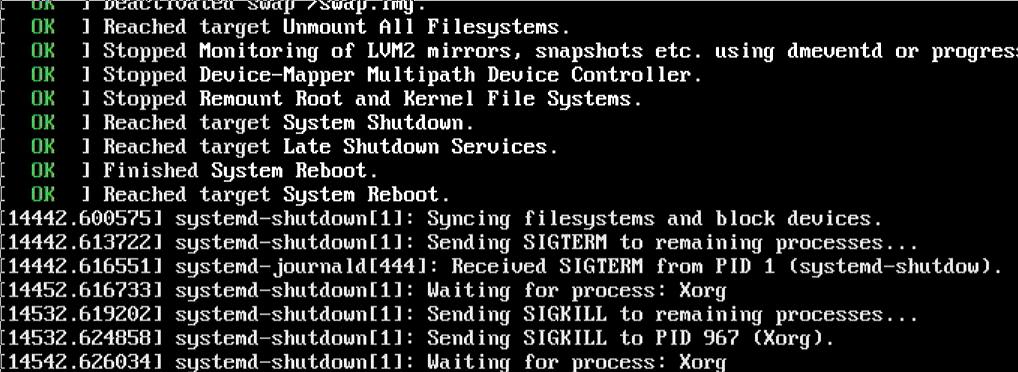 [  OK  ] Deactivated swap /swap.img.
[  OK  ] Reached target Unmount All Filesystems.
[  OK  ] Stopped Monitoring of LVM2 mirrors, snapshots etc. using dmeventd or progres
[  OK  ] Stopped Device-Mapper Multipath Device Controller.
[  OK  ] Stopped Remount Root and Kernel File Systems.
[  OK  ] Reached target System Shutdown.
[  OK  ] Reached target Late Shutdown Services.
[  OK  ] Finished System Reboot.
[  OK  ] Reached target System Reboot.
[14442.600575] systemd-shutdown[1]: Syncing filesystems and block devices.
[14442.613722] systemd-shutdown[1]: Sending SIGTERM to remaining processes...
[14442.616551] systemd-journald[444]: Received SIGTERM from PID 1 (systemd-shutdow).
[14452.616733] systemd-shutdown[1]: Waiting for process: Xorg
[14532.619202] systemd-shutdown[1]: Sending SIGKILL to remaining processes...
[14532.624858] systemd-shutdown[1]: Sending SIGKILL to PID 967 (Xorg).
[14542.626034] systemd-shutdown[1]: Waiting for process: Xorg